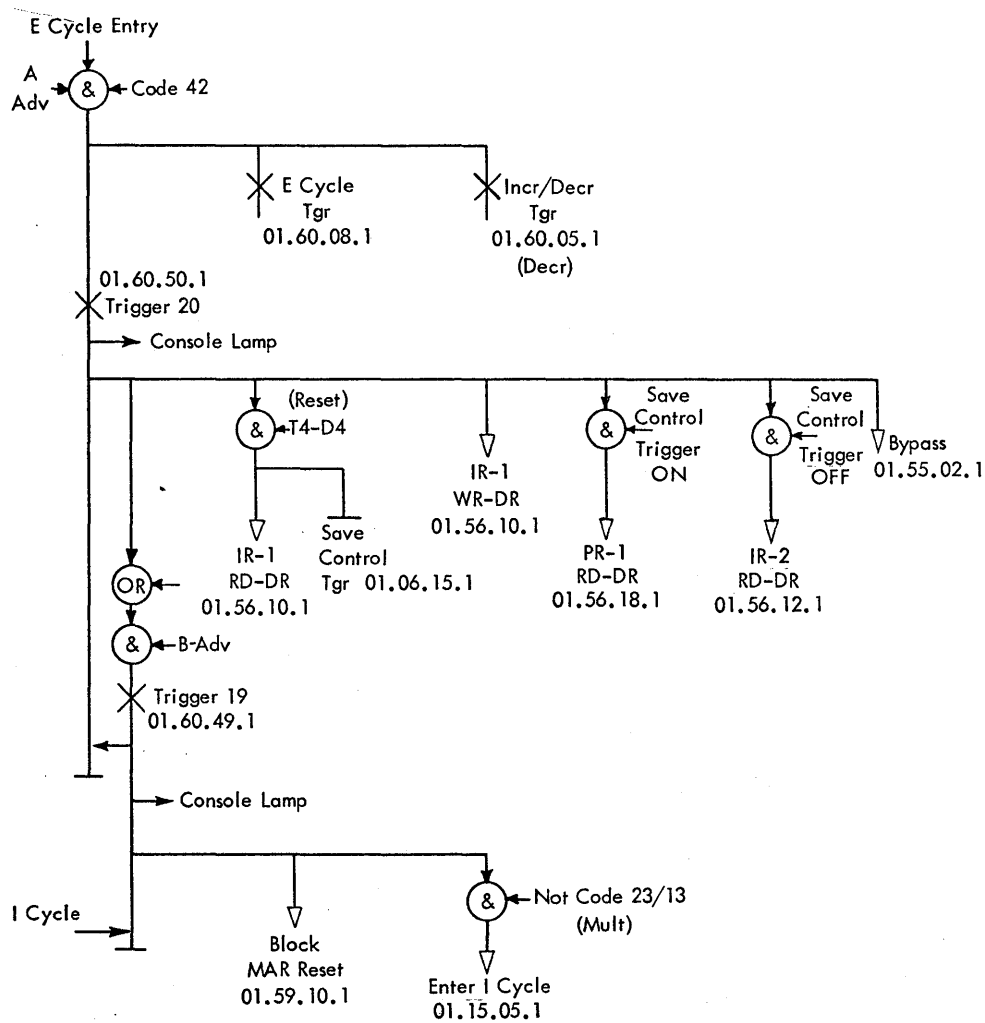 E Cycle Entry
A
Adv
&
Code 42
E Cycle
Tgr
01.60.08.1
Incr/Decr
Tgr
01.60.05.1
(Decr)
01.60.50.1
Trigger 20
Console Lamp
(Reset)
&
T4-D4
IR-1
RD-DR
01.56.10.1
Save
Control
Tgr 01.06.15.1
IR-1
WR-DR
01.56.10.1
&
Save
Control
Trigger
ON
PR-1
RD-DR
01.56.18.1
&
Save
Control
Trigger
OFF
IR-2
RD-DR
01.56.12.1
Bypass
01.55.02.1
OR
&
B-Adv
Trigger 19
01.60.49.1
Console Lamp
I Cycle
Block
MAR Reset
01.59.10.1
&
Not Code 23/13
(Mult)
Enter I Cycle
01.15.05.1